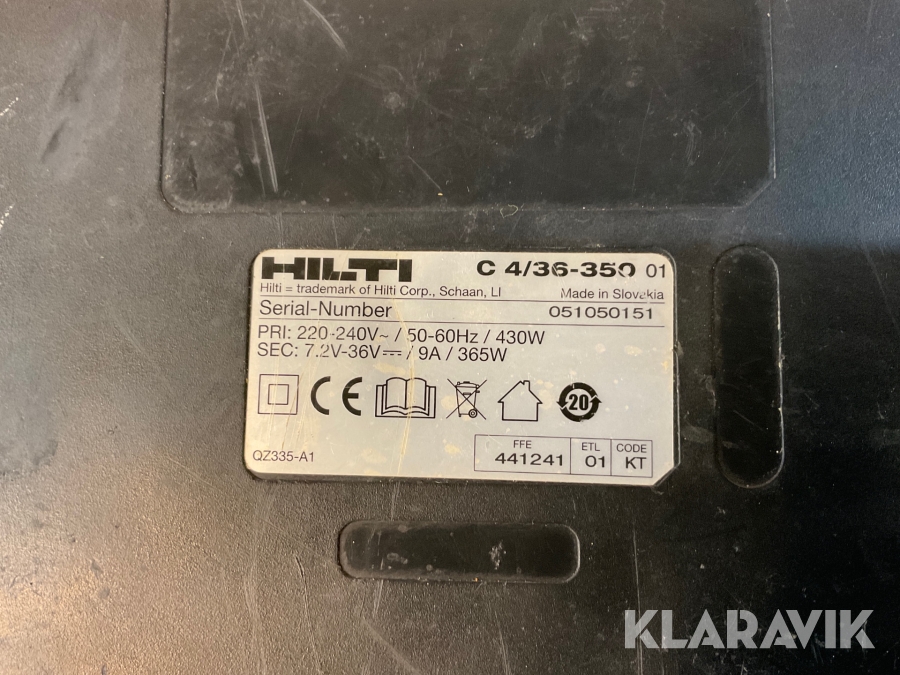 HILTI C 4/36-350 01
Hilti = trademark of Hilti Corp., Schaan, LI Made in Slovakia
Serial-Number 051050151
PRI: 220-240V~ / 50-60Hz / 430W
SEC: 7.2V-36V⎓ / 9A / 365W
CE 20
FFE ETL CODE
QZ335-A1 441241 01 KT
KLARAVIK